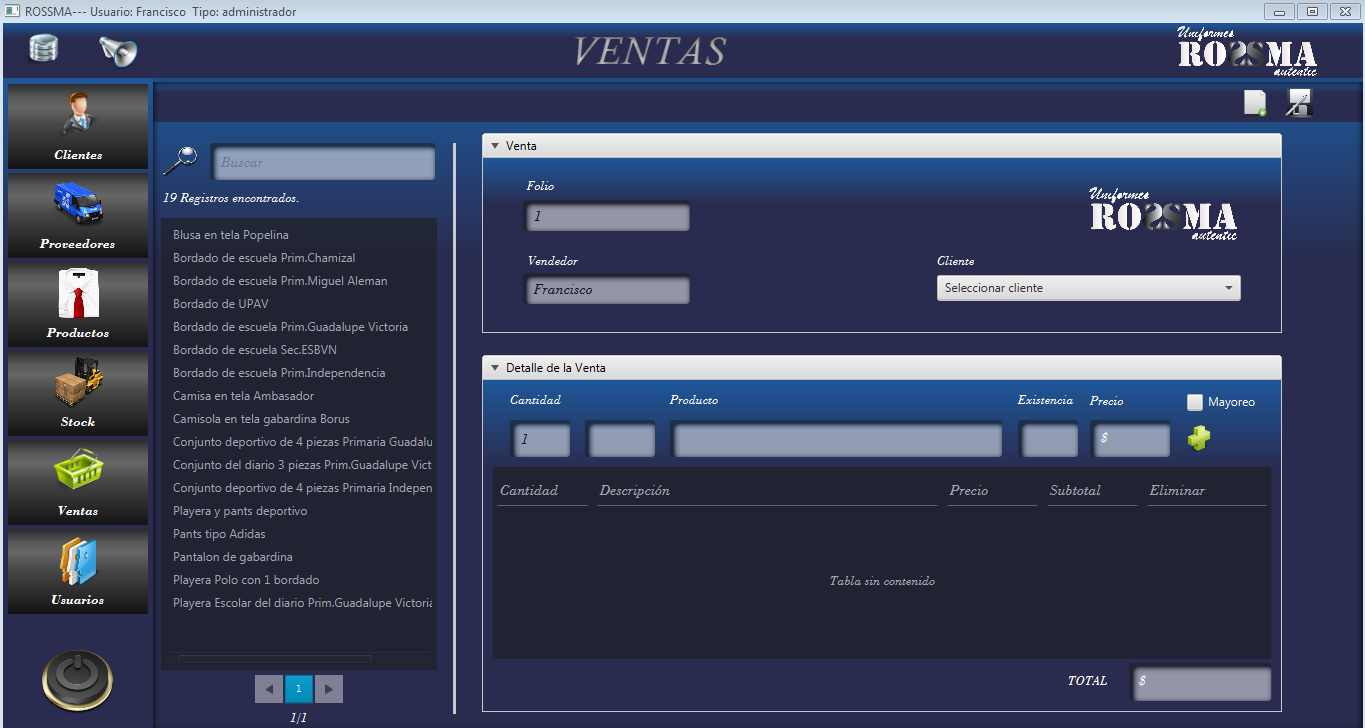 ROSSMA--- Usuario: Francisco  Tipo: administrador
VENTAS
Uniformes
ROSSMA
autentic
Clientes
Proveedores
Productos
Stock
Ventas
Usuarios
Buscar
19 Registros encontrados.
Blusa en tela Popelina
Bordado de escuela Prim.Chamizal
Bordado de escuela Prim.Miguel Aleman
Bordado de UPAV
Bordado de escuela Prim.Guadalupe Victoria
Bordado de escuela Sec.ESBVN
Bordado de escuela Prim.Independencia
Camisa en tela Ambasador
Camisola en tela gabardina Borus
Conjunto deportivo de 4 piezas Primaria Guadalu
Conjunto del diario 3 piezas Prim.Guadalupe Vict
Conjunto deportivo de 4 piezas Primaria Indepen
Playera y pants deportivo
Pants tipo Adidas
Pantalon de gabardina
Playera Polo con 1 bordado
Playera Escolar del diario Prim.Guadalupe Victoria
1
1/1
Venta
Folio
1
Uniformes
ROSSMA
autentic
Vendedor
Francisco
Cliente
Seleccionar cliente
Detalle de la Venta
Cantidad Producto Existencia Precio Mayoreo
1 $
Cantidad Descripción Precio Subtotal Eliminar
Tabla sin contenido
TOTAL $